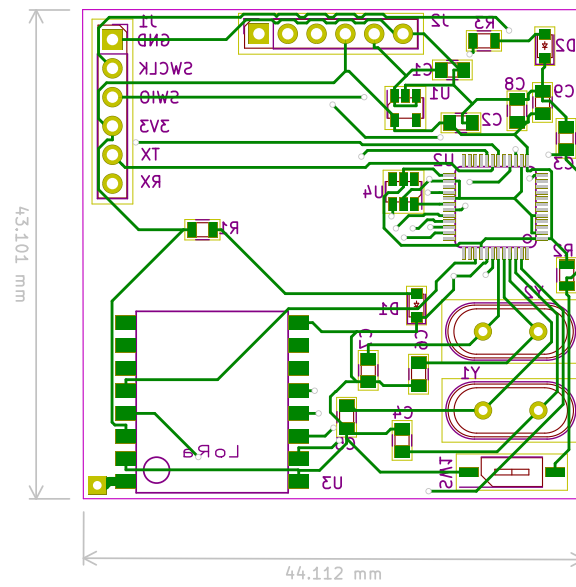 J1
J2
GND
SWCLK
SWIO
3V3
TX
RX
R3
D2
C1
U1
C8
C9
C2
C3
U2
U4
R1
R2
Y2
D1
C7
C6
Y1
C4
C5
LoRa
U3
SW1
43.101 mm
44.112 mm